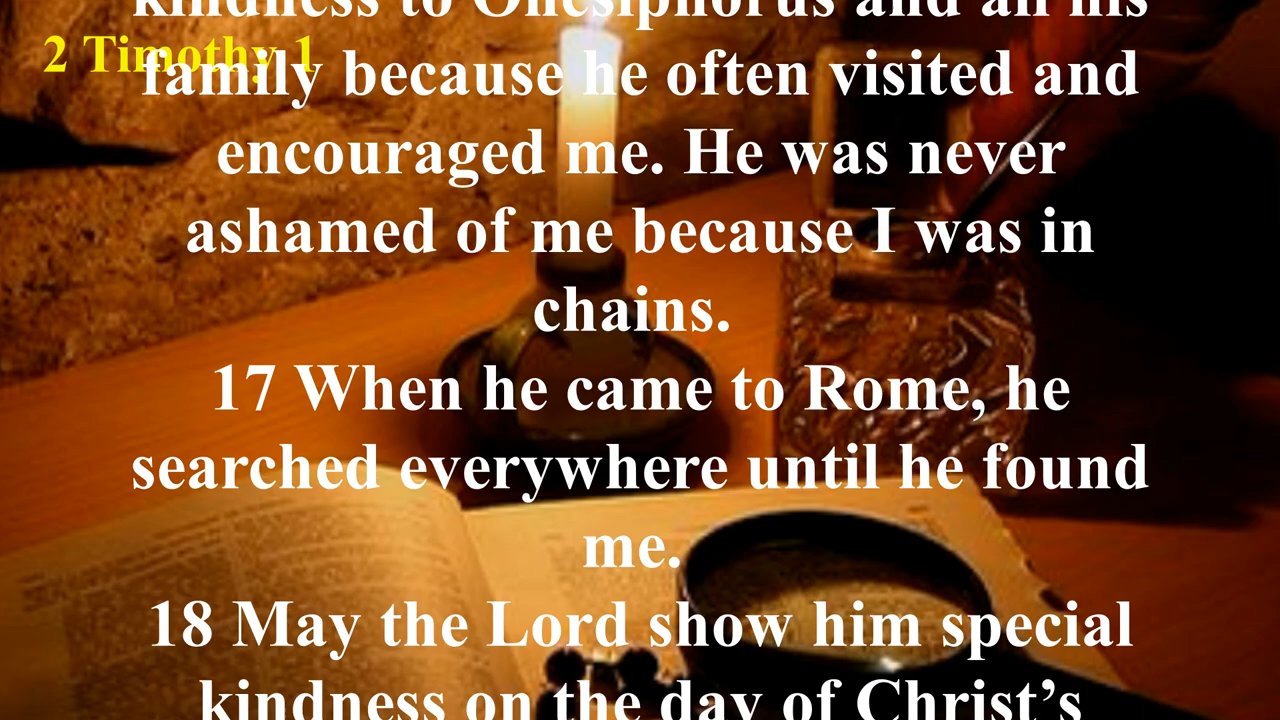 kindness to Onesiphorus and all his
2 Timothy 1
family because he often visited and
encouraged me. He was never
ashamed of me because I was in
chains.
17 When he came to Rome, he
searched everywhere until he found
me.
18 May the Lord show him special
kindness on the day of Christ’s